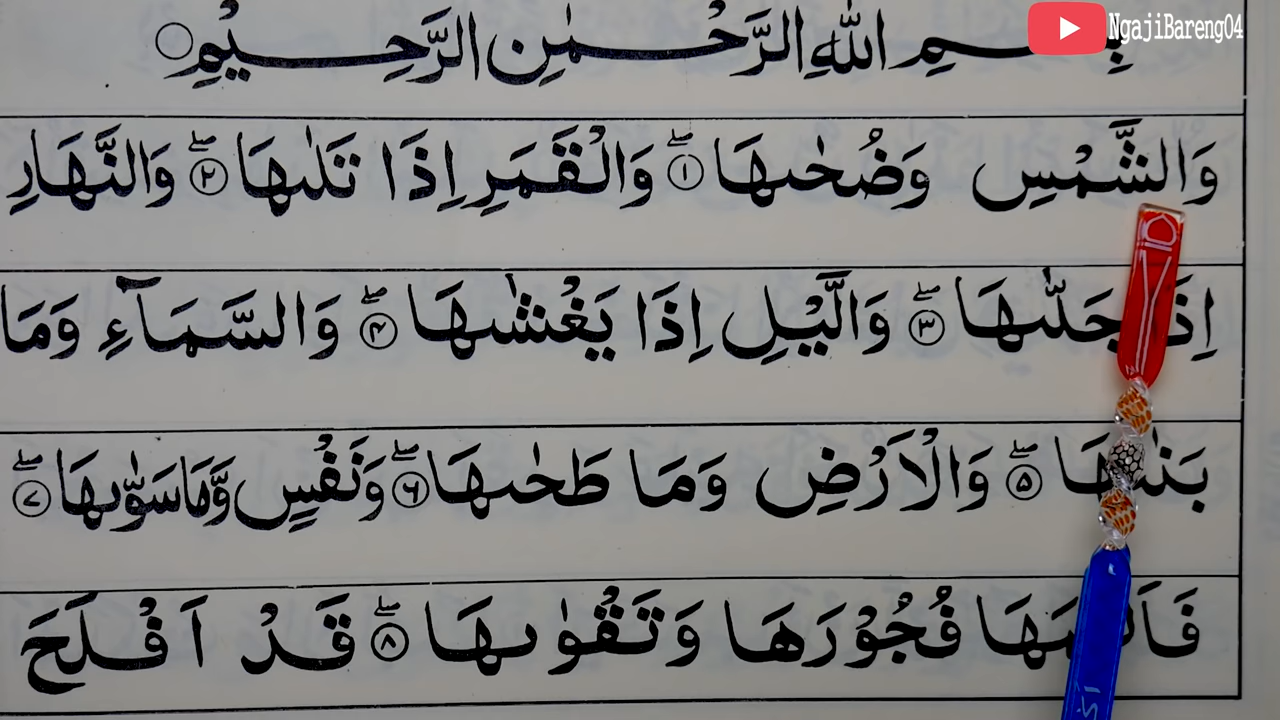 NgajiBareng04
بِسْمِ اللّٰهِ الرَّحْمٰنِ الرَّحِيْمِ
وَالشَّمْسِ وَضُحٰىهَا ۝١ وَالْقَمَرِ اِذَا تَلٰىهَا ۝٢ وَالنَّهَارِ
اِذَا جَلّٰىهَا ۝٣ وَالَّيْلِ اِذَا يَغْشٰىهَا ۝٤ وَالسَّمَاۤءِ وَمَا
بَنٰىهَا ۝٥ وَالْاَرْضِ وَمَا طَحٰىهَا ۝٦ وَنَفْسٍ وَّمَا سَوّٰىهَا ۝٧
فَاَلْهَمَهَا فُجُوْرَهَا وَتَقْوٰىهَا ۝٨ قَدْ اَفْلَحَ